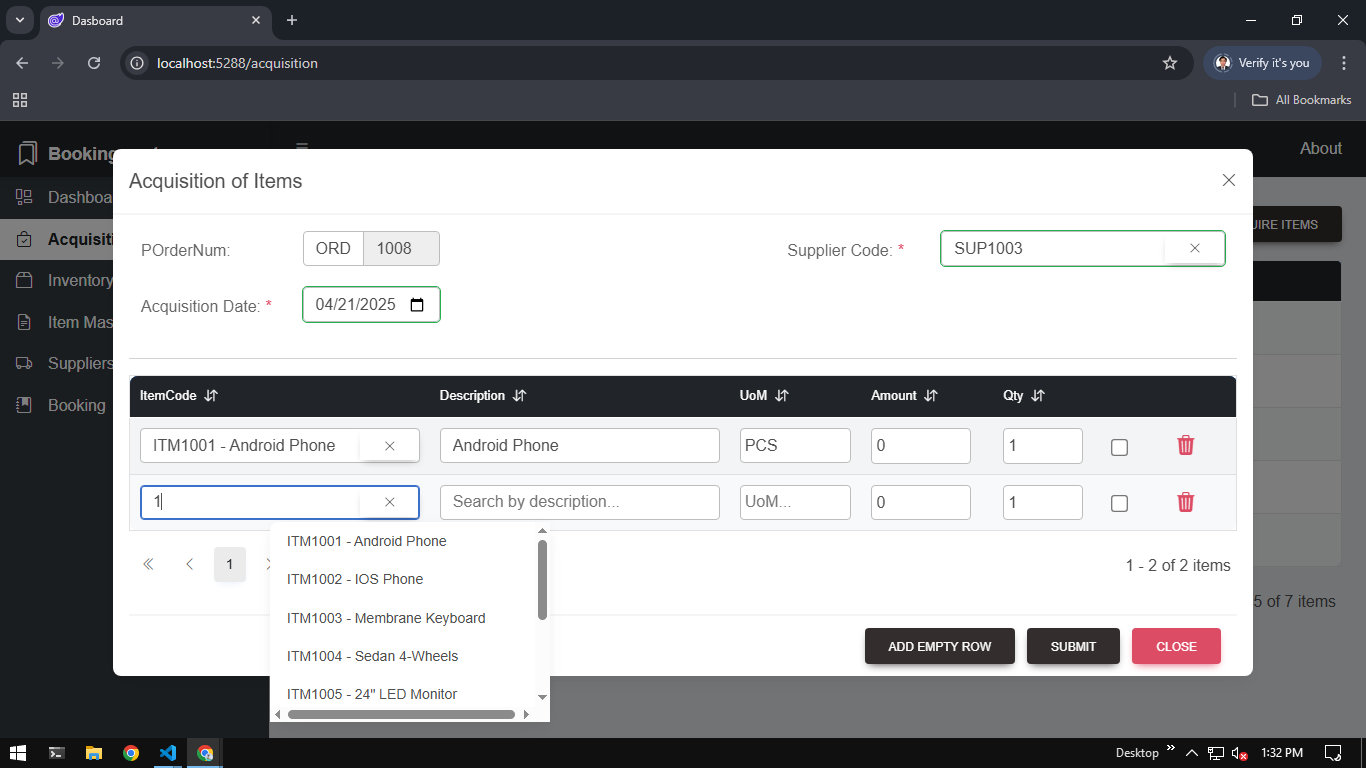 Dasboard
localhost:5288/acquisition
Verify it's you
All Bookmarks
Booking
About
Acquisition of Items
Dashboa
Acquisiti
UIRE ITEMS
POrderNum:
ORD
1008
Supplier Code: *
SUP1003
Inventory
Acquisition Date: *
04/21/2025
Item Mas
Suppliers
Booking
ItemCode
Description
UoM
Amount
Qty
ITM1001 - Android Phone
Android Phone
PCS
0
1
1
Search by description...
UoM...
0
1
ITM1001 - Android Phone
ITM1002 - IOS Phone
ITM1003 - Membrane Keyboard
ITM1004 - Sedan 4-Wheels
ITM1005 - 24" LED Monitor
1
1 - 2 of 2 items
5 of 7 items
ADD EMPTY ROW
SUBMIT
CLOSE
Desktop
1:32 PM